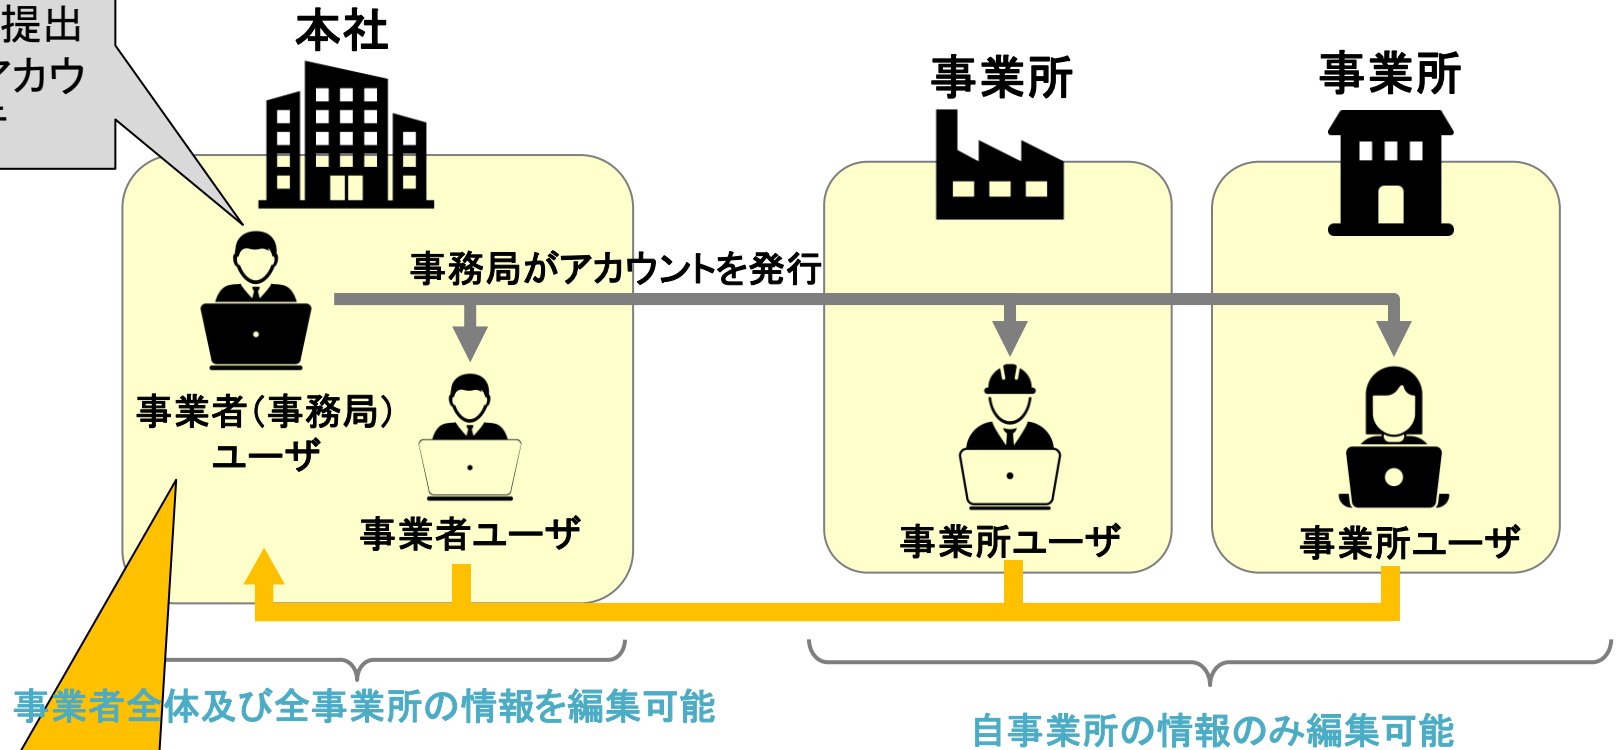 提出
アカウ
本社
事業所
事業所
事務局がアカウントを発行
事業者（事務局）
ユーザ
事業者ユーザ
事業所ユーザ
事業所ユーザ
事業者全体及び全事業所の情報を編集可能
自事業所の情報のみ編集可能